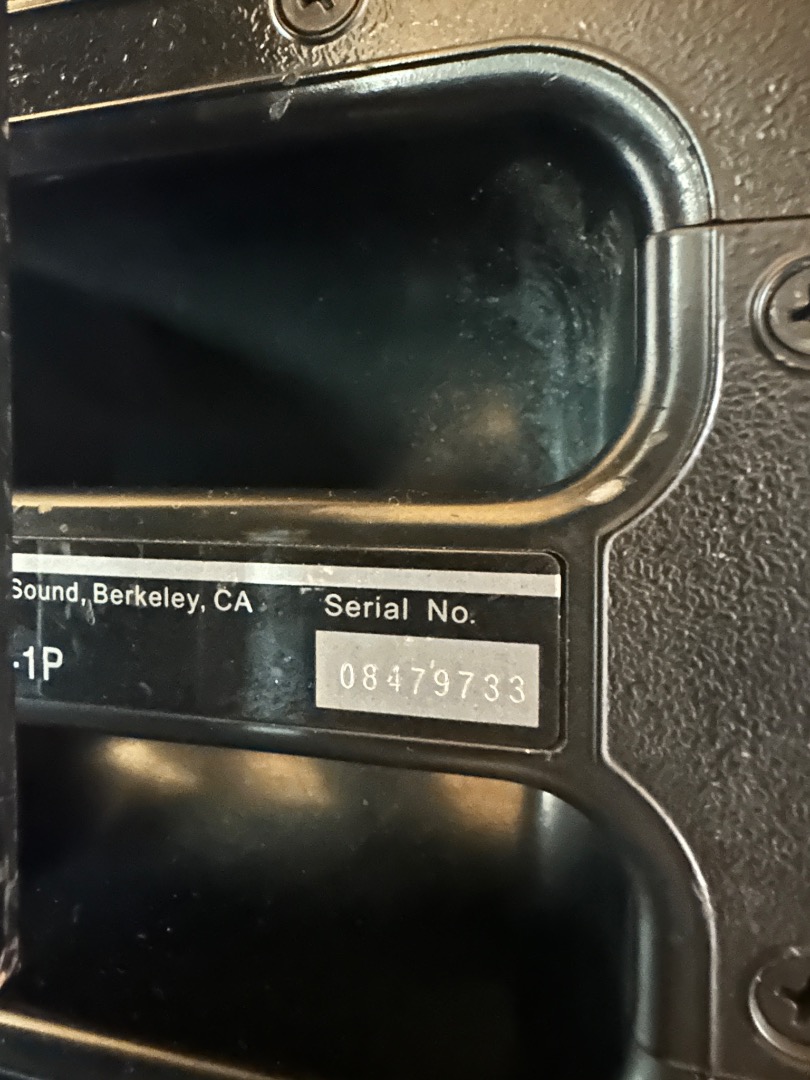 Sound, Berkeley, CA
Serial No.
-1P
08479733